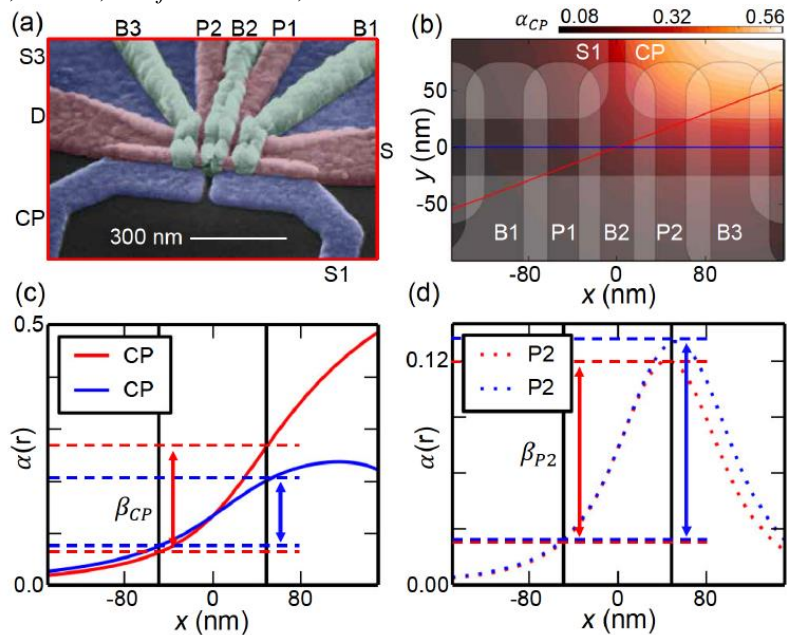 (a)
B3 P2 B2 P1 B1
S3
D
S
CP
300 nm
S1
(b)
α_CP 0.08 0.32 0.56
S1 CP
50
0
-50
y (nm)
B1 P1 B2 P2 B3
-80 0 80
x (nm)
(c)
0.5
CP
CP
α(r)
β_CP
0.0
-80 0 80
x (nm)
(d)
0.12
P2
P2
α(r)
β_P2
0.00
-80 0 80
x (nm)